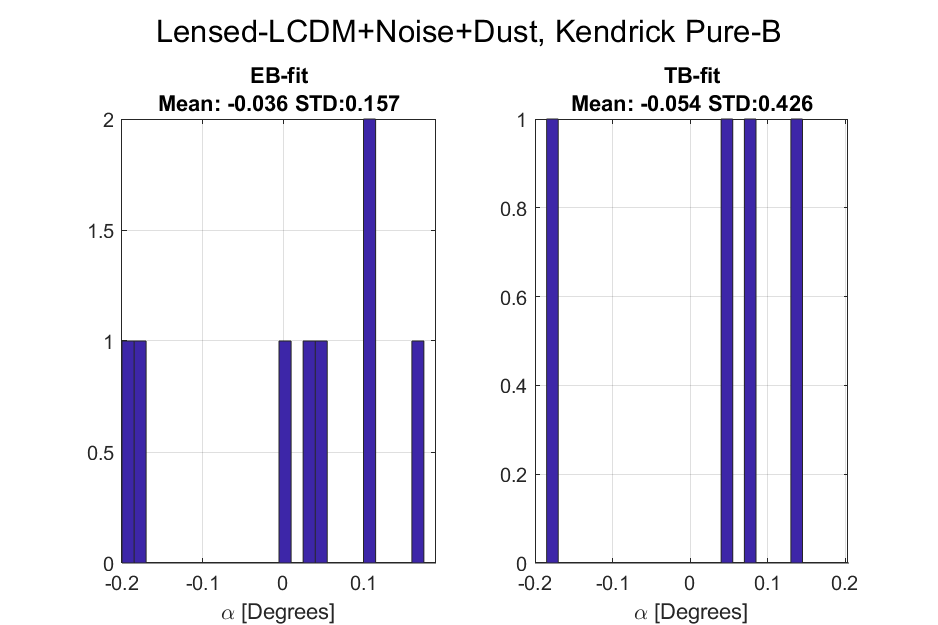 Lensed-LCDM+Noise+Dust, Kendrick Pure-B
EB-fit
Mean: -0.036 STD:0.157
2
1.5
1
0.5
0
-0.2 -0.1 0 0.1
α [Degrees]
TB-fit
Mean: -0.054 STD:0.426
1
0.8
0.6
0.4
0.2
0
-0.2 -0.1 0 0.1 0.2
α [Degrees]